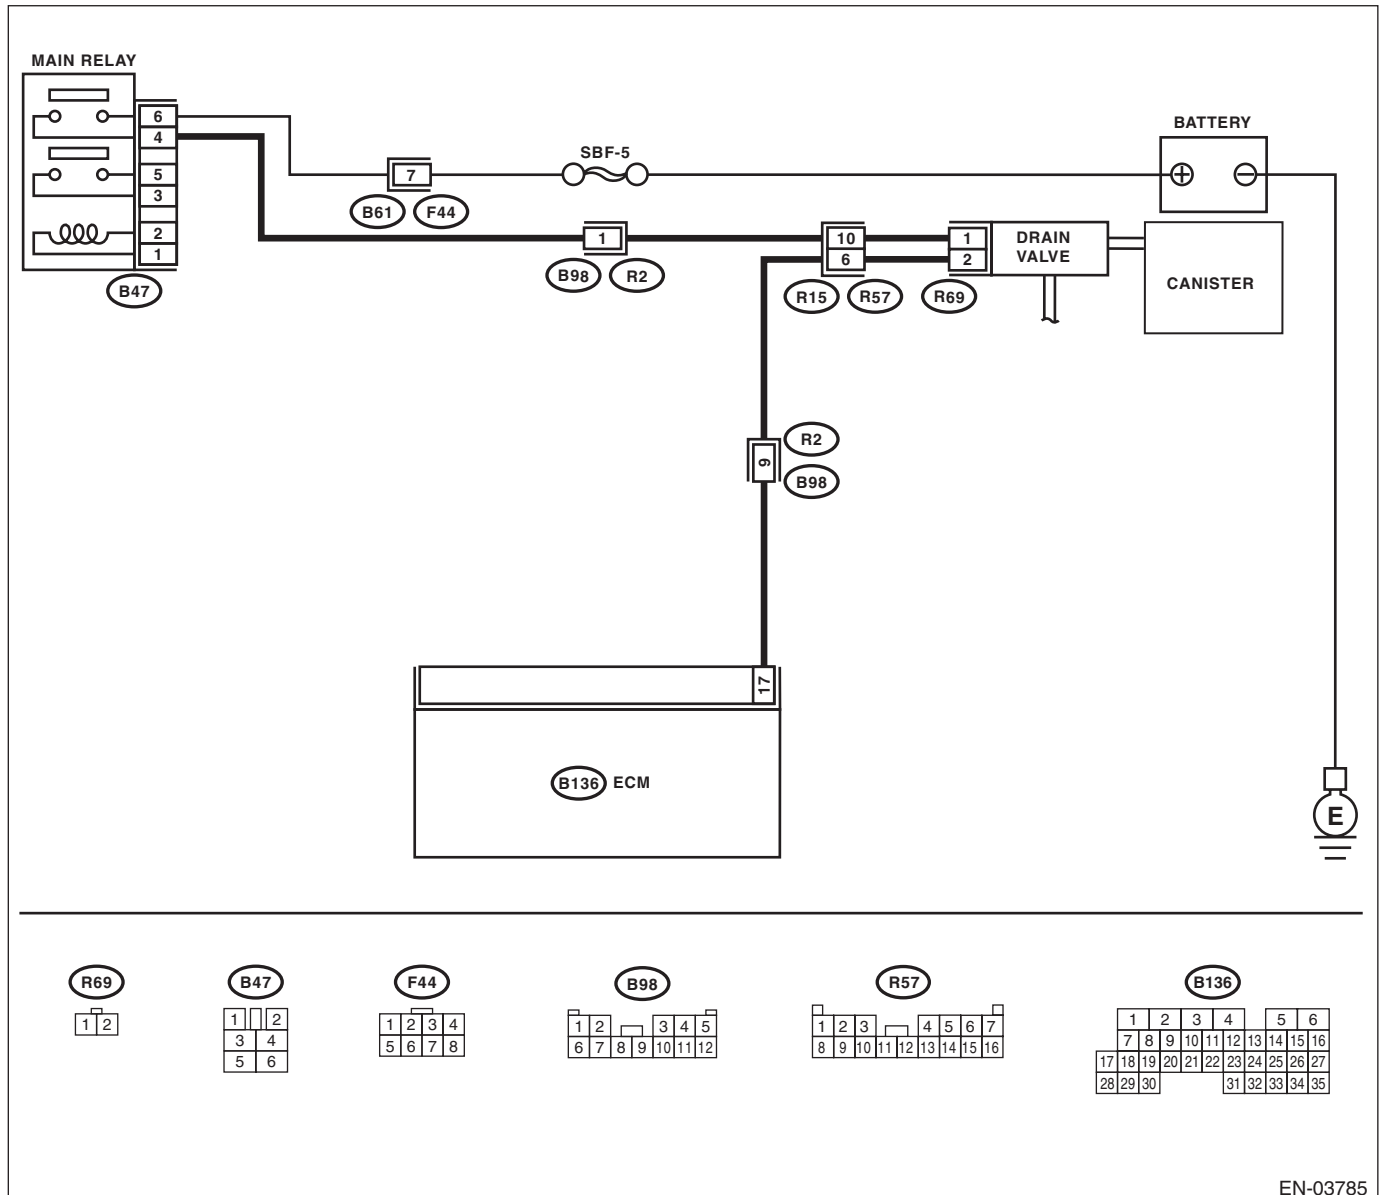 MAIN RELAY
6
4
5
3
2
1
B47
7
B61 F44
SBF-5
BATTERY
1
B98 R2
10
6
R15 R57
1
2
R69
DRAIN
VALVE
CANISTER
9
R2
B98
17
B136 ECM
E
R69
1 2
B47
1 2
3 4
5 6
F44
1 2 3 4
5 6 7 8
B98
1 2 3 4 5
6 7 8 9 10 11 12
R57
1 2 3 4 5 6 7
8 9 10 11 12 13 14 15 16
B136
1 2 3 4 5 6
7 8 9 10 11 12 13 14 15 16
17 18 19 20 21 22 23 24 25 26 27
28 29 30 31 32 33 34 35
EN-03785